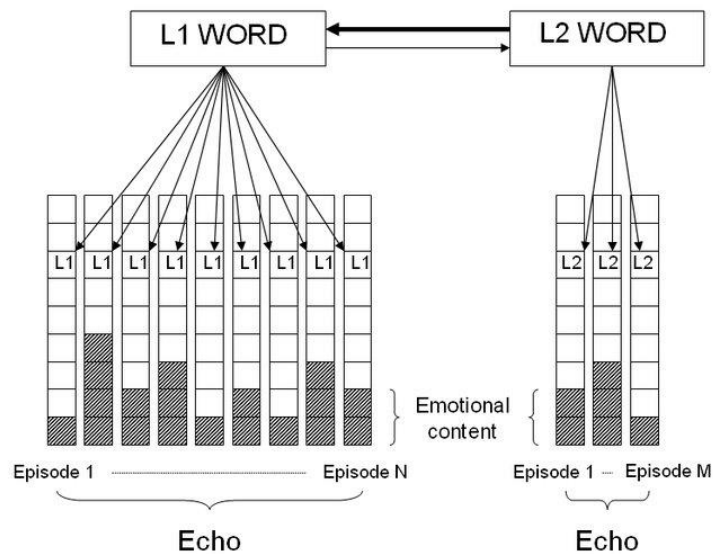 L1 WORD L2 WORD
L1 L1 L1 L1 L1 L1 L1 L1 L1 L2 L2 L2
Emotional
content
Episode 1 Episode N Episode 1 Episode M
Echo Echo